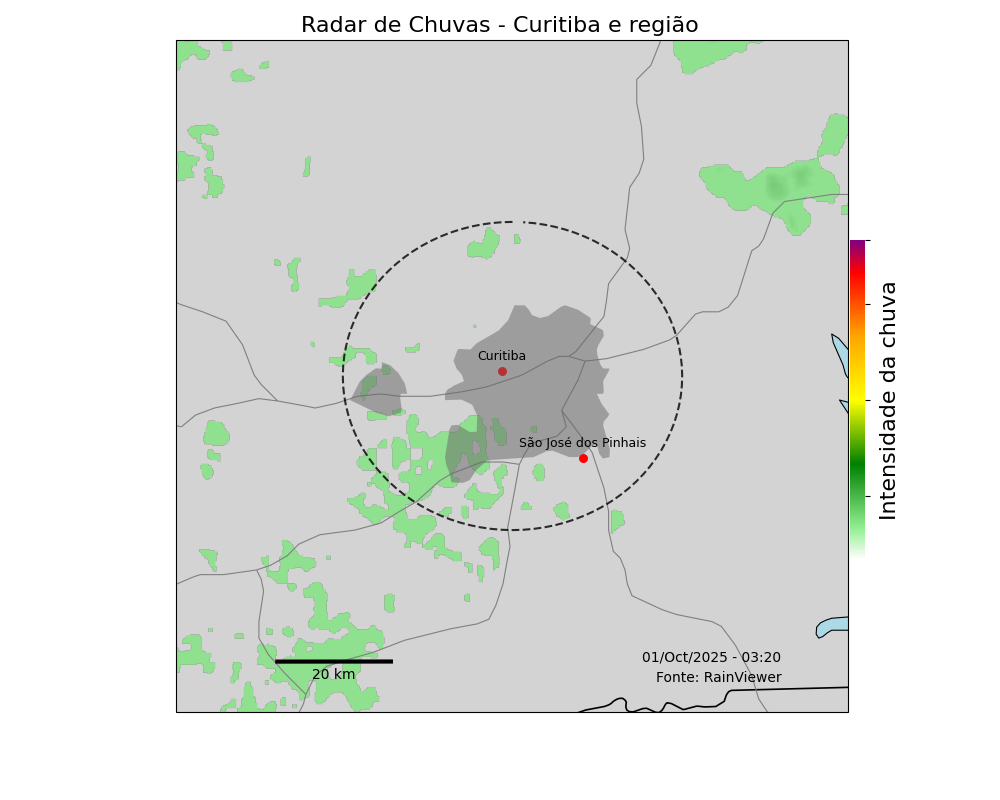 Radar de Chuvas - Curitiba e região
Curitiba
São José dos Pinhais
Intensidade da chuva
20 km
01/Oct/2025 - 03:20
Fonte: RainViewer